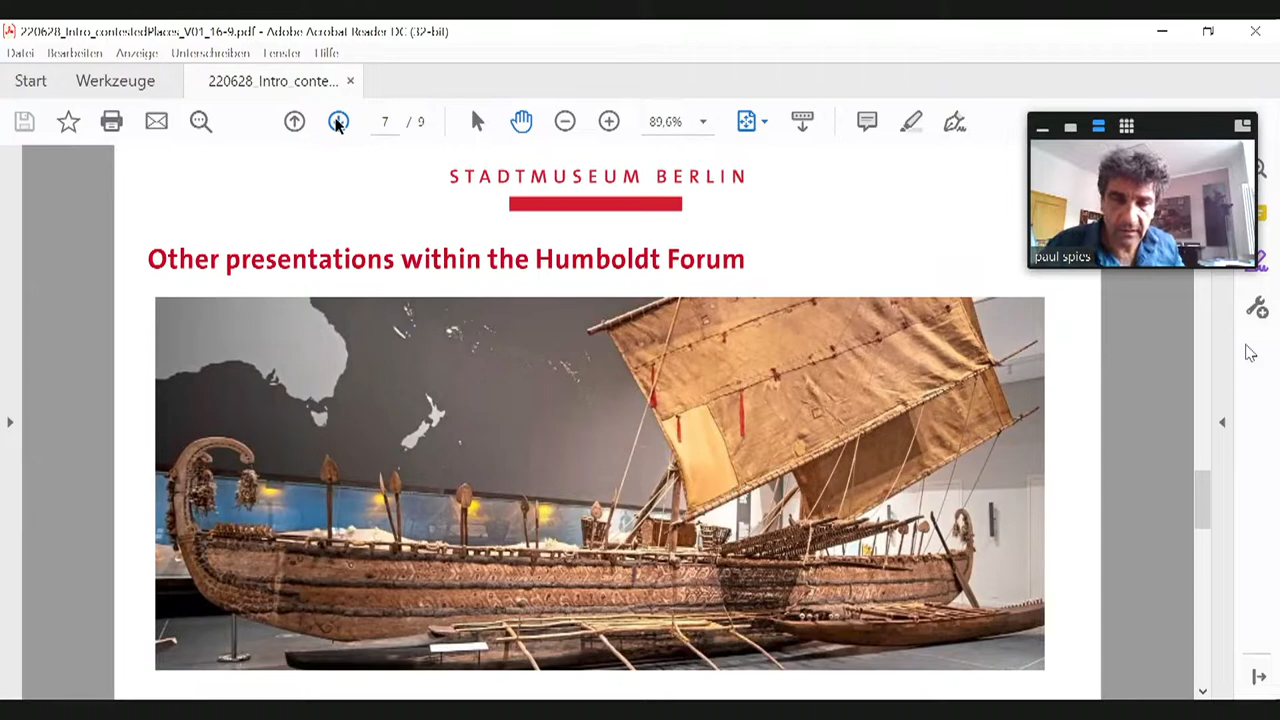 220628_Intro_contestedPlaces_V01_16-9.pdf - Adobe Acrobat Reader DC (32-bit)
Datei Bearbeiten Anzeige Unterschreiben Fenster Hilfe
Start Werkzeuge 220628_Intro_conte...
7 / 9 89,6%
STADTMUSEUM BERLIN
Other presentations within the Humboldt Forum
paul spies